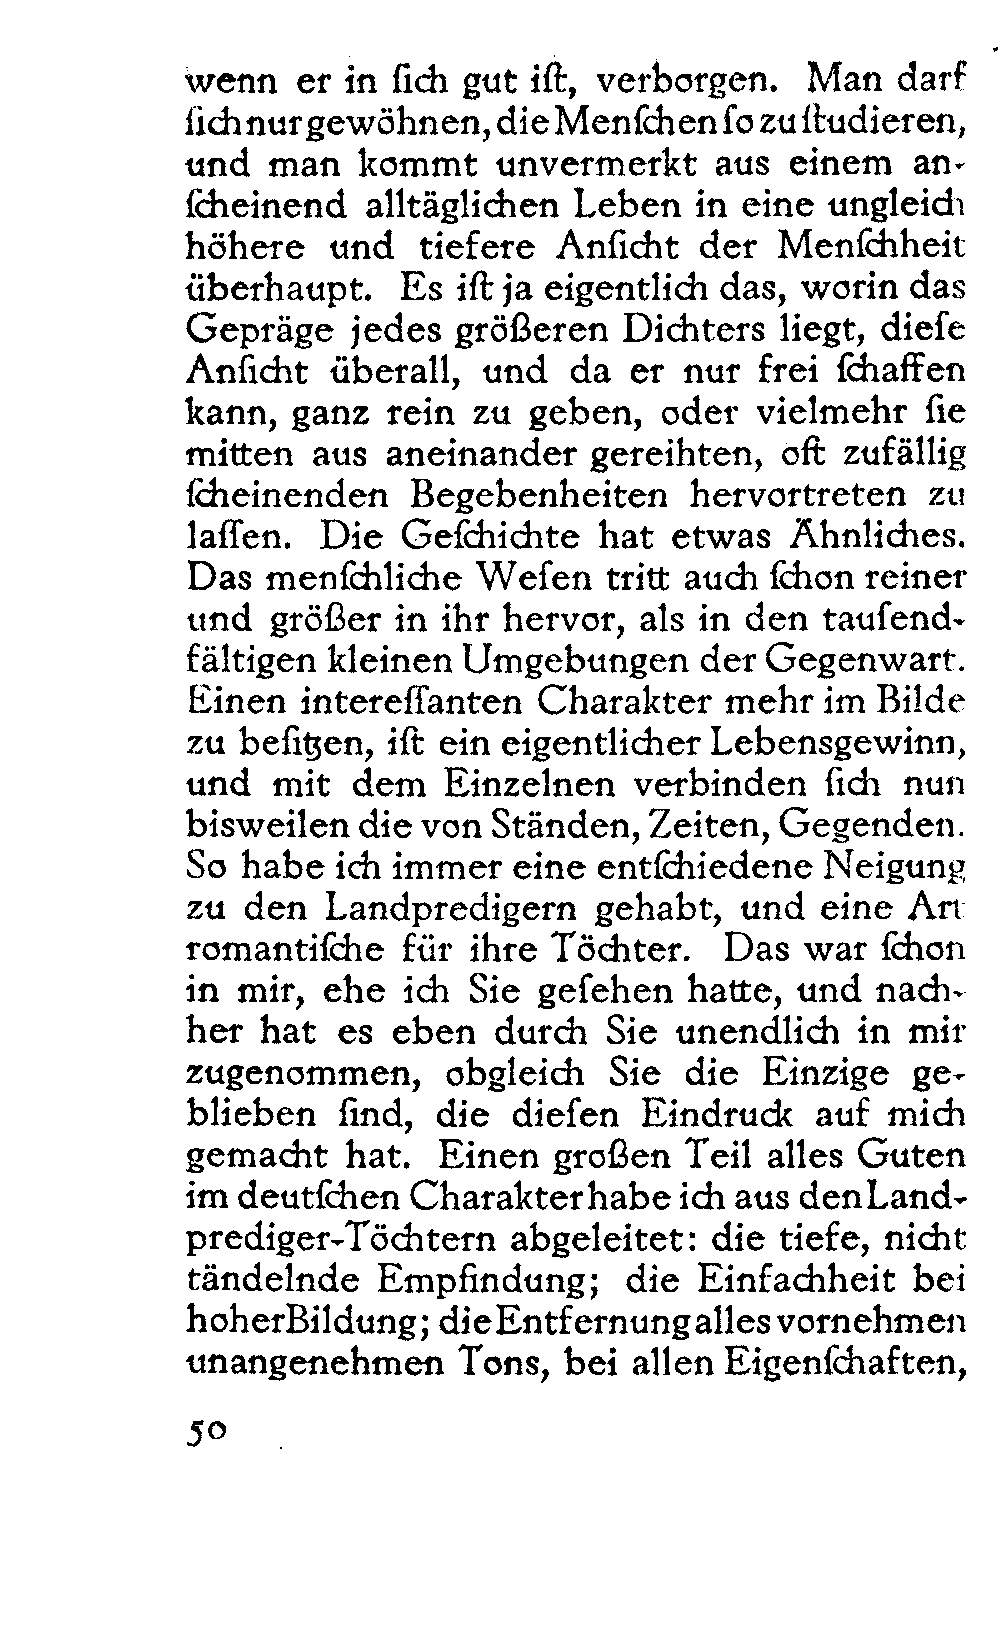 wenn er in ſich gut iſt, verborgen. Man darf
ſich nur gewöhnen, die Menſchen ſo zu ſtudieren,
und man kommt unvermerkt aus einem an-
ſcheinend alltäglichen Leben in eine ungleich
höhere und tiefere Anſicht der Menſchheit
überhaupt. Es iſt ja eigentlich das, worin das
Gepräge jedes größeren Dichters liegt, dieſe
Anſicht überall, und da er nur frei ſchaffen
kann, ganz rein zu geben, oder vielmehr ſie
mitten aus aneinander gereihten, oft zufällig
ſcheinenden Begebenheiten hervortreten zu
laſſen. Die Geſchichte hat etwas Ähnliches.
Das menſchliche Weſen tritt auch ſchon reiner
und größer in ihr hervor, als in den tauſend-
fältigen kleinen Umgebungen der Gegenwart.
Einen intereſſanten Charakter mehr im Bilde
zu beſitzen, iſt ein eigentlicher Lebensgewinn,
und mit dem Einzelnen verbinden ſich nun
bisweilen die von Ständen, Zeiten, Gegenden.
So habe ich immer eine entſchiedene Neigung
zu den Landpredigern gehabt, und eine Art
romantiſche für ihre Töchter. Das war ſchon
in mir, ehe ich Sie geſehen hatte, und nach-
her hat es eben durch Sie unendlich in mir
zugenommen, obgleich Sie die Einzige ge-
blieben ſind, die dieſen Eindruck auf mich
gemacht hat. Einen großen Teil alles Guten
im deutſchen Charakter habe ich aus den Land-
prediger-Töchtern abgeleitet: die tiefe, nicht
tändelnde Empfindung; die Einfachheit bei
hoher Bildung; die Entfernung alles vornehmen
unangenehmen Tons, bei allen Eigenſchaften,
50